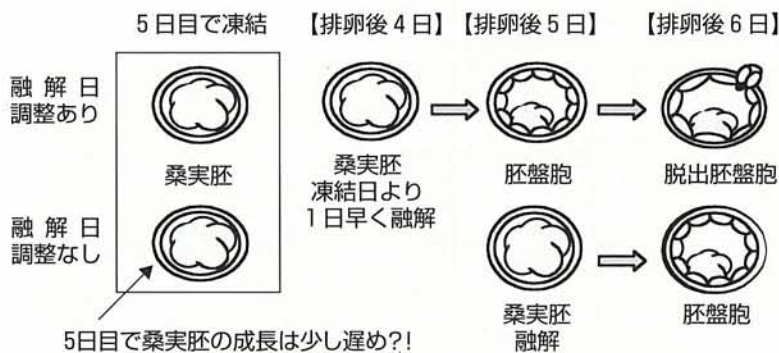 5日目で凍結 【排卵後4日】 【排卵後5日】 【排卵後6日】
融解日
調整あり
桑実胚
桑実胚
凍結日より
1日早く融解
胚盤胞
脱出胚盤胞
融解日
調整なし
桑実胚
融解
胚盤胞
5日目で桑実胚の成長は少し遅め?!